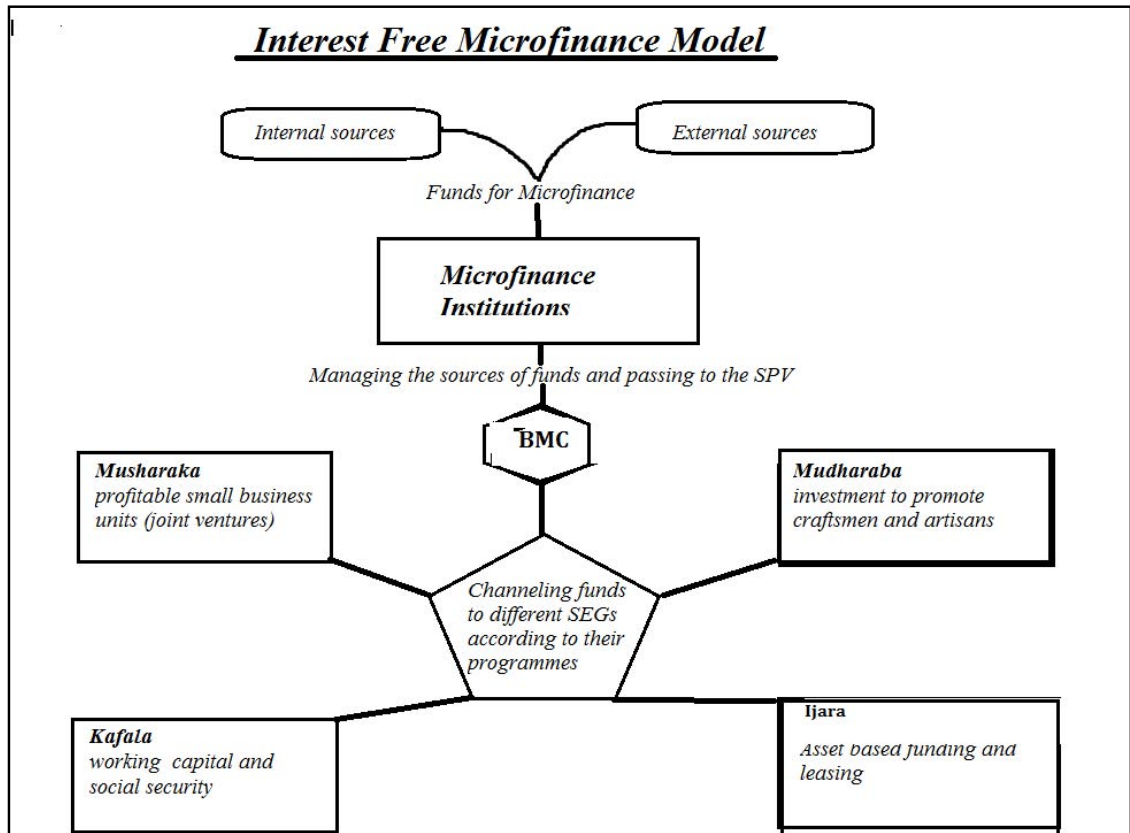 Interest Free Microfinance Model
Internal sources
External sources
Funds for Microfinance
Microfinance
Institutions
Managing the sources of funds and passing to the SPV
BMC
Musharaka
profitable small business
units (joint ventures)
Mudharaba
investment to promote
craftsmen and artisans
Channeling funds
to different SEGs
according to their
programmes
Kafala
working capital and
social security
Ijara
Asset based funding and
leasing